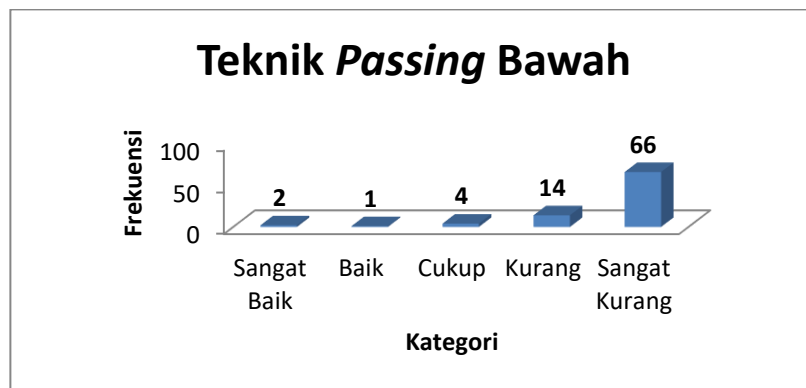 Teknik Passing Bawah
Frekuensi
100
50
0
2
1
4
14
66
Sangat Baik
Baik
Cukup
Kurang
Sangat Kurang
Kategori